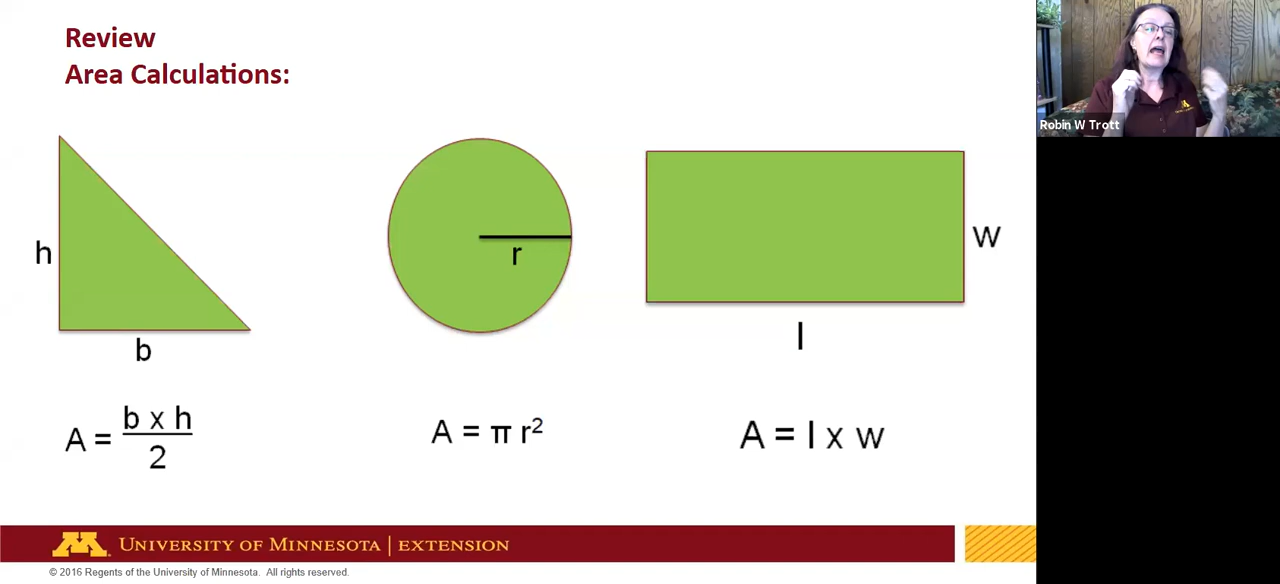 Review
Area Calculations:
Robin W Trott
h
r
w
b
l
A = b x h / 2
A = π r²
A = l x w
M UNIVERSITY OF MINNESOTA | EXTENSION
© 2016 Regents of the University of Minnesota. All rights reserved.